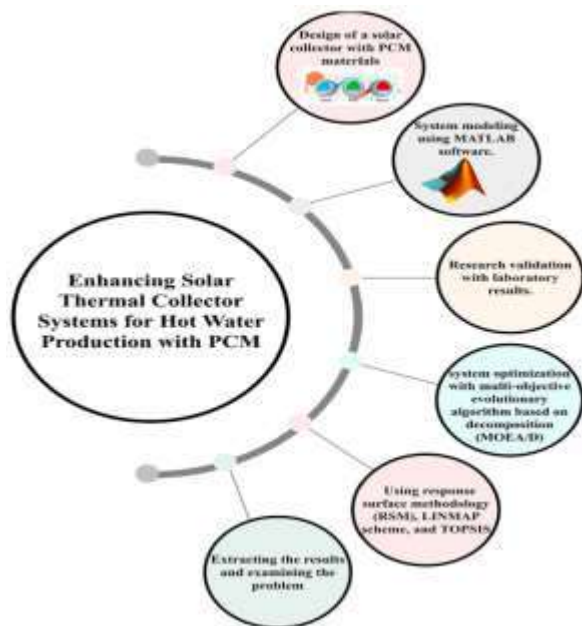 Design of a solar
collector with PCM
materials
System modeling
using MATLAB
software.
Enhancing Solar
Thermal Collector
Systems for Hot Water
Production with PCM
Research validation
with laboratory
results.
system optimization
with multi-objective
evolutionary
algorithm based on
decomposition
(MOEA/D)
Using response
surface methodology
(RSM), LINMAP
scheme, and TOPSIS
Extracting the results
and examining the
problem